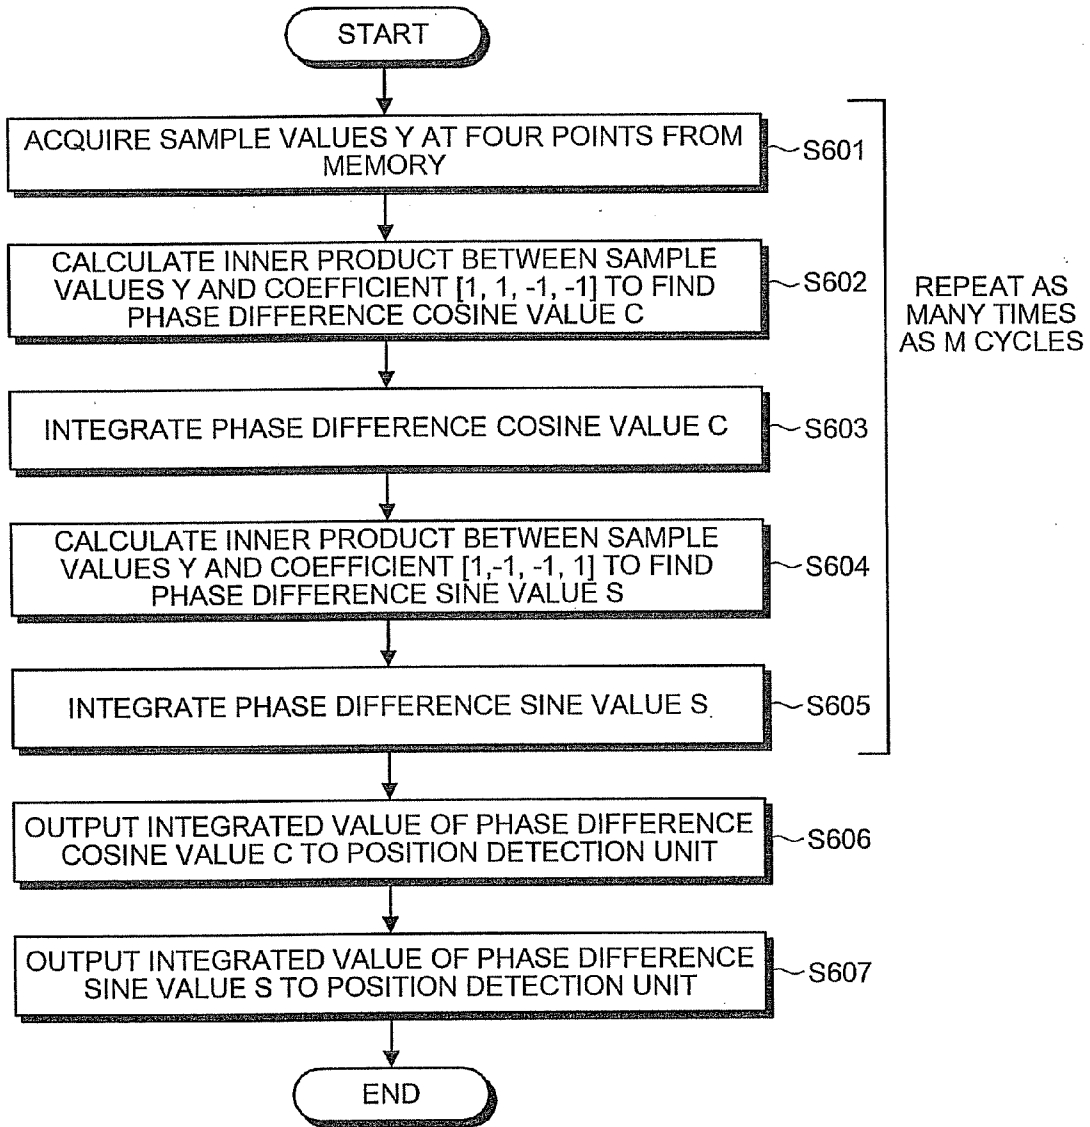 START
ACQUIRE SAMPLE VALUES Y AT FOUR POINTS FROM
MEMORY
S601
CALCULATE INNER PRODUCT BETWEEN SAMPLE
VALUES Y AND COEFFICIENT [1, 1, -1, -1] TO FIND
PHASE DIFFERENCE COSINE VALUE C
S602
REPEAT AS
MANY TIMES
AS M CYCLES
INTEGRATE PHASE DIFFERENCE COSINE VALUE C
S603
CALCULATE INNER PRODUCT BETWEEN SAMPLE
VALUES Y AND COEFFICIENT [1,-1, -1, 1] TO FIND
PHASE DIFFERENCE SINE VALUE S
S604
INTEGRATE PHASE DIFFERENCE SINE VALUE S
S605
OUTPUT INTEGRATED VALUE OF PHASE DIFFERENCE
COSINE VALUE C TO POSITION DETECTION UNIT
S606
OUTPUT INTEGRATED VALUE OF PHASE DIFFERENCE
SINE VALUE S TO POSITION DETECTION UNIT
S607
END